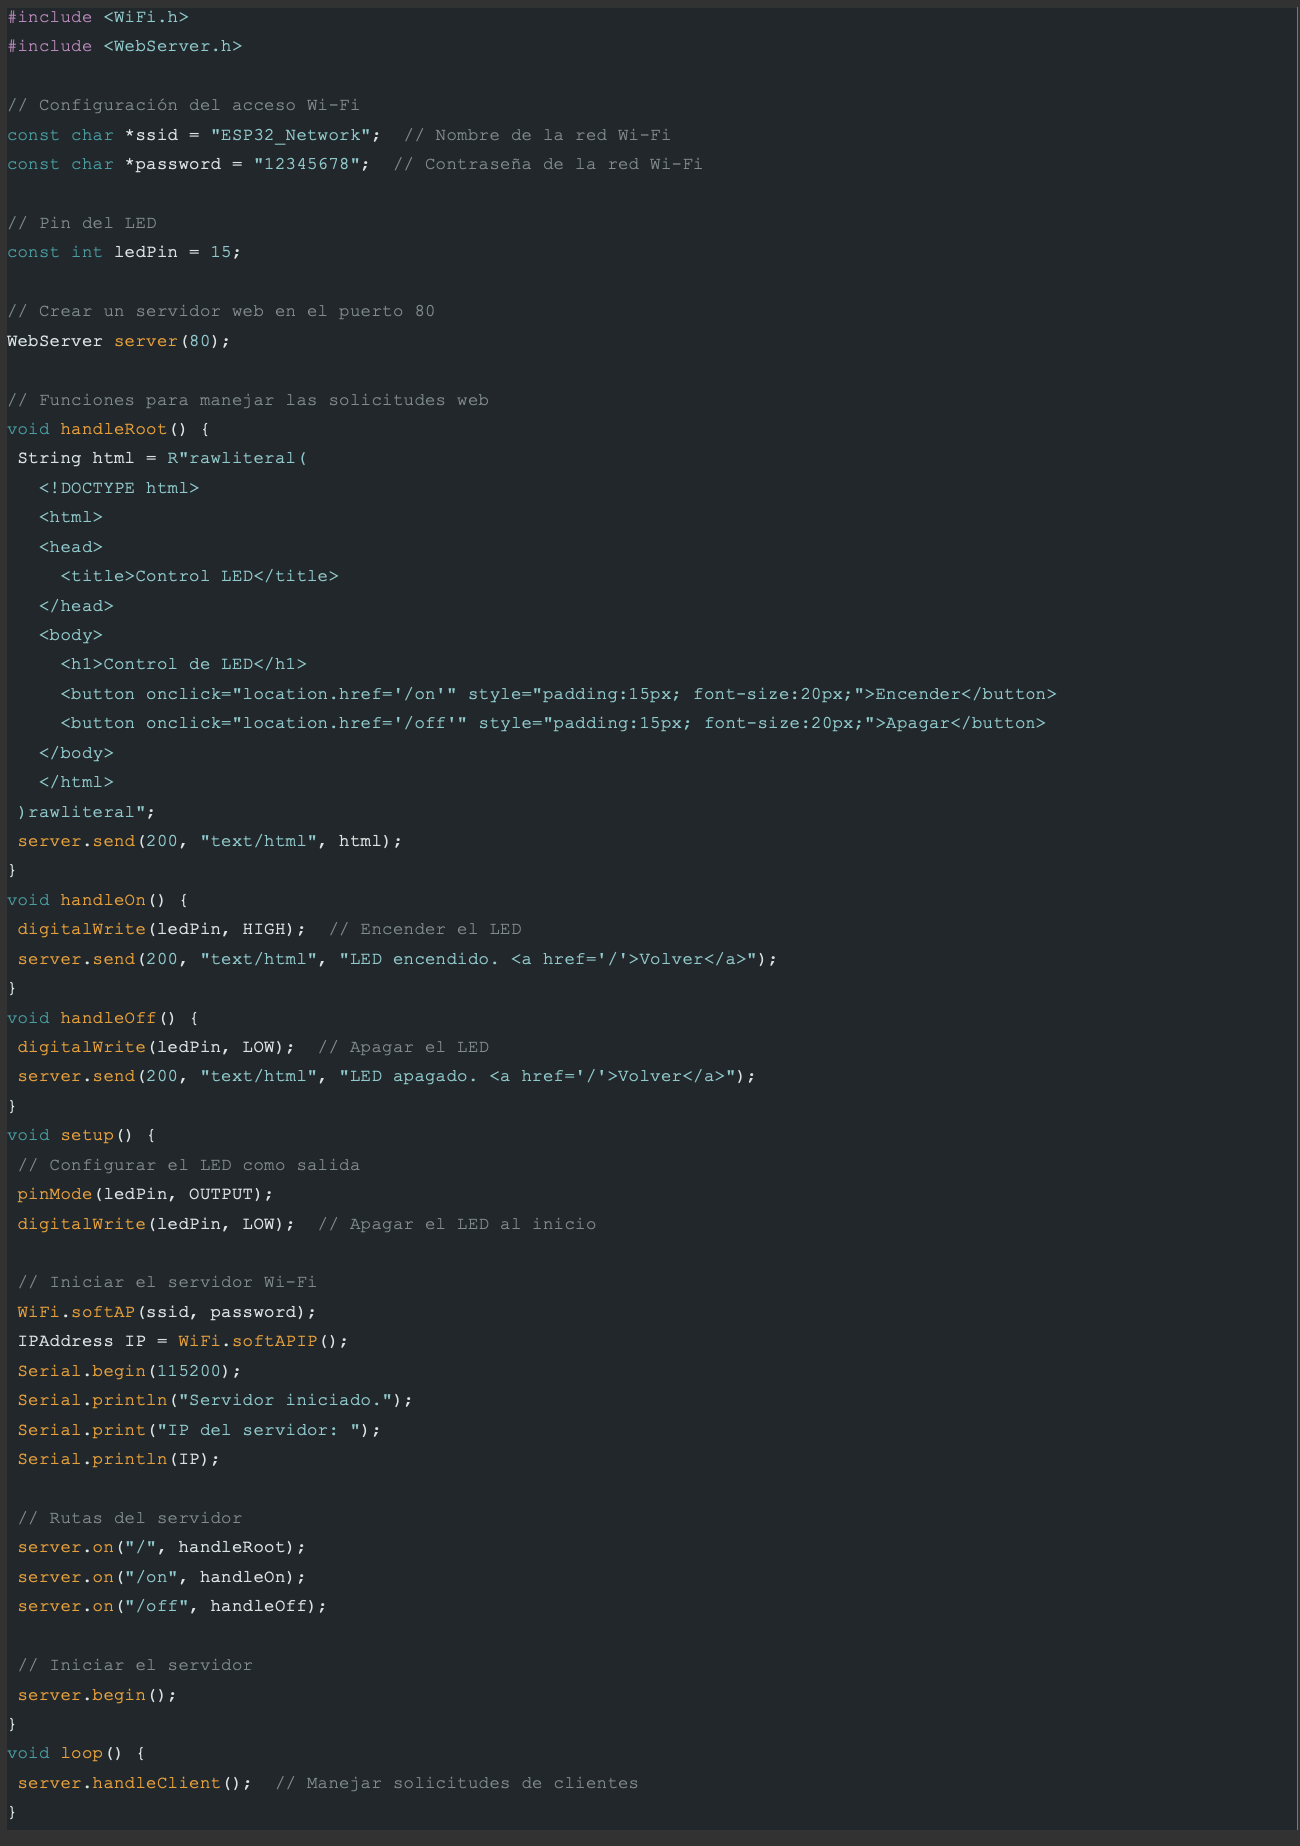 #include <WiFi.h>
#include <WebServer.h>

// Configuración del acceso Wi-Fi
const char *ssid = "ESP32_Network";  // Nombre de la red Wi-Fi
const char *password = "12345678";  // Contraseña de la red Wi-Fi

// Pin del LED
const int ledPin = 15;

// Crear un servidor web en el puerto 80
WebServer server(80);

// Funciones para manejar las solicitudes web
void handleRoot() {
 String html = R"rawliteral(
   <!DOCTYPE html>
   <html>
   <head>
     <title>Control LED</title>
   </head>
   <body>
     <h1>Control de LED</h1>
     <button onclick="location.href='/on'" style="padding:15px; font-size:20px;">Encender</button>
     <button onclick="location.href='/off'" style="padding:15px; font-size:20px;">Apagar</button>
   </body>
   </html>
 )rawliteral";
 server.send(200, "text/html", html);
}
void handleOn() {
 digitalWrite(ledPin, HIGH);  // Encender el LED
 server.send(200, "text/html", "LED encendido. <a href='/'>Volver</a>");
}
void handleOff() {
 digitalWrite(ledPin, LOW);  // Apagar el LED
 server.send(200, "text/html", "LED apagado. <a href='/'>Volver</a>");
}
void setup() {
 // Configurar el LED como salida
 pinMode(ledPin, OUTPUT);
 digitalWrite(ledPin, LOW);  // Apagar el LED al inicio

 // Iniciar el servidor Wi-Fi
 WiFi.softAP(ssid, password);
 IPAddress IP = WiFi.softAPIP();
 Serial.begin(115200);
 Serial.println("Servidor iniciado.");
 Serial.print("IP del servidor: ");
 Serial.println(IP);

 // Rutas del servidor
 server.on("/", handleRoot);
 server.on("/on", handleOn);
 server.on("/off", handleOff);

 // Iniciar el servidor
 server.begin();
}
void loop() {
 server.handleClient();  // Manejar solicitudes de clientes
}